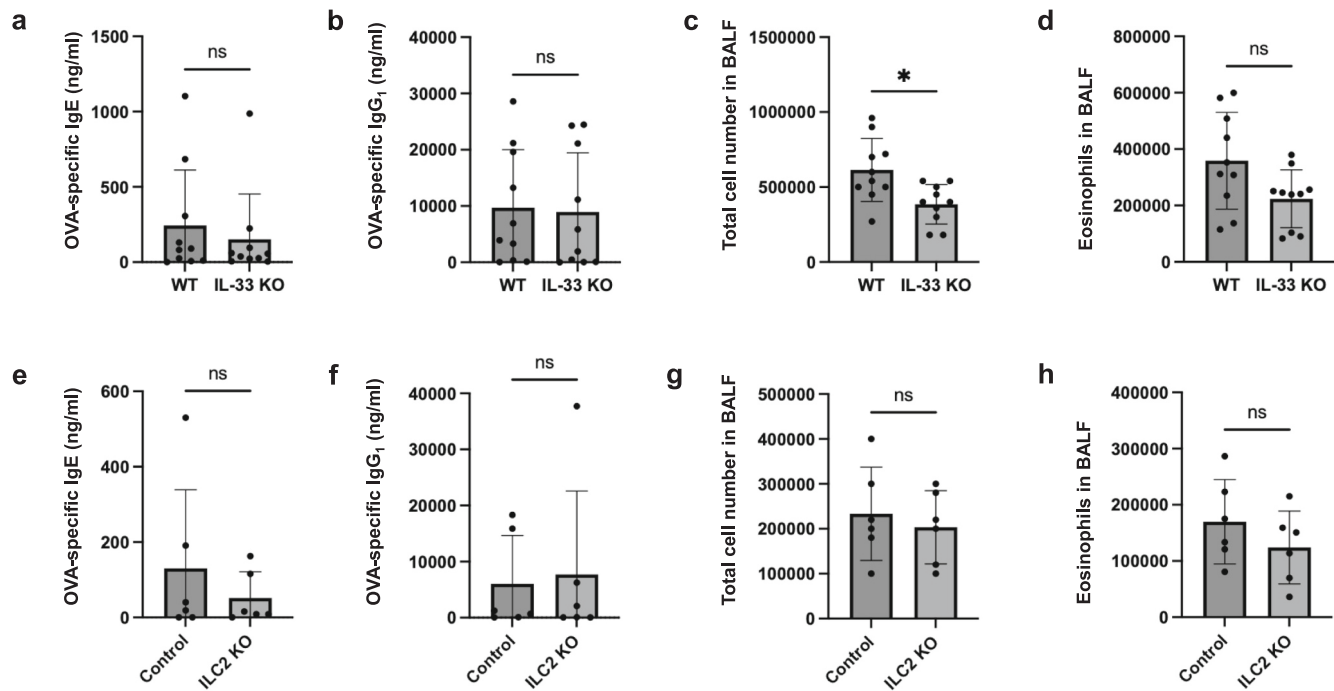 a
OVA-specific IgE (ng/ml)
1500
1000
500
0
ns
WT IL-33 KO
b
OVA-specific IgG₁ (ng/ml)
40000
30000
20000
10000
0
ns
WT IL-33 KO
c
Total cell number in BALF
1500000
1000000
500000
0
*
WT IL-33 KO
d
Eosinophils in BALF
800000
600000
400000
200000
0
ns
WT IL-33 KO
e
OVA-specific IgE (ng/ml)
600
400
200
0
ns
Control
ILC2 KO
f
OVA-specific IgG₁ (ng/ml)
40000
30000
20000
10000
0
ns
Control
ILC2 KO
g
Total cell number in BALF
500000
400000
300000
200000
100000
0
ns
Control
ILC2 KO
h
Eosinophils in BALF
400000
300000
200000
100000
0
ns
Control
ILC2 KO